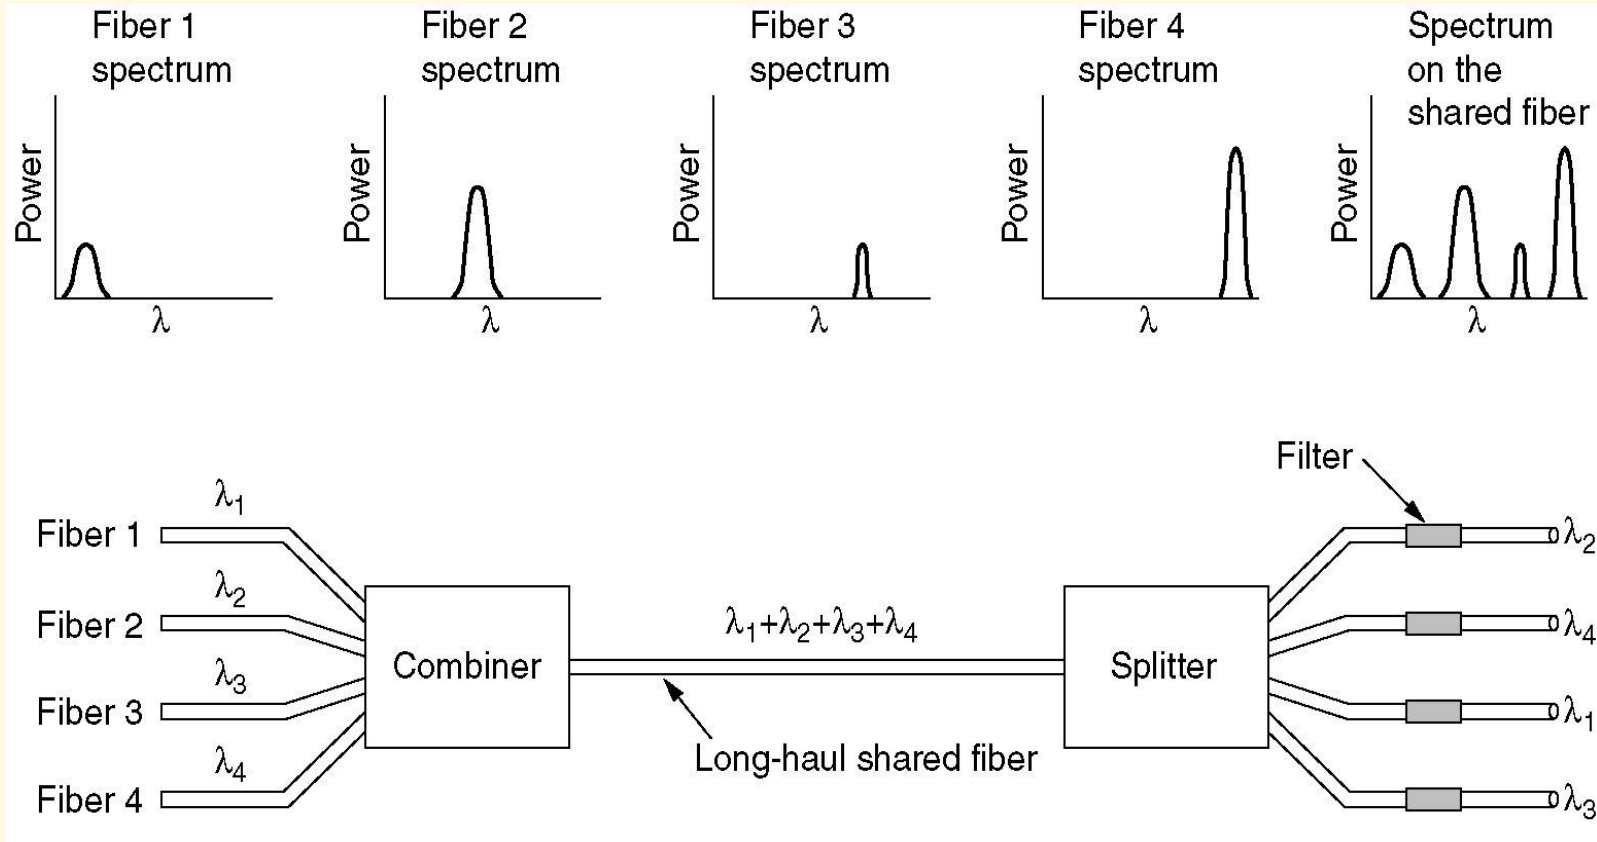 Fiber 1
spectrum
Fiber 2
spectrum
Fiber 3
spectrum
Fiber 4
spectrum
Spectrum
on the
shared fiber
Power
λ
Power
λ
Power
λ
Power
λ
Power
λ
Filter
λ₁
Fiber 1
λ₂
Fiber 2
λ₃
Fiber 3
λ₄
Fiber 4
Combiner
λ₁+λ₂+λ₃+λ₄
Long-haul shared fiber
Splitter
λ₂
λ₄
λ₁
λ₃